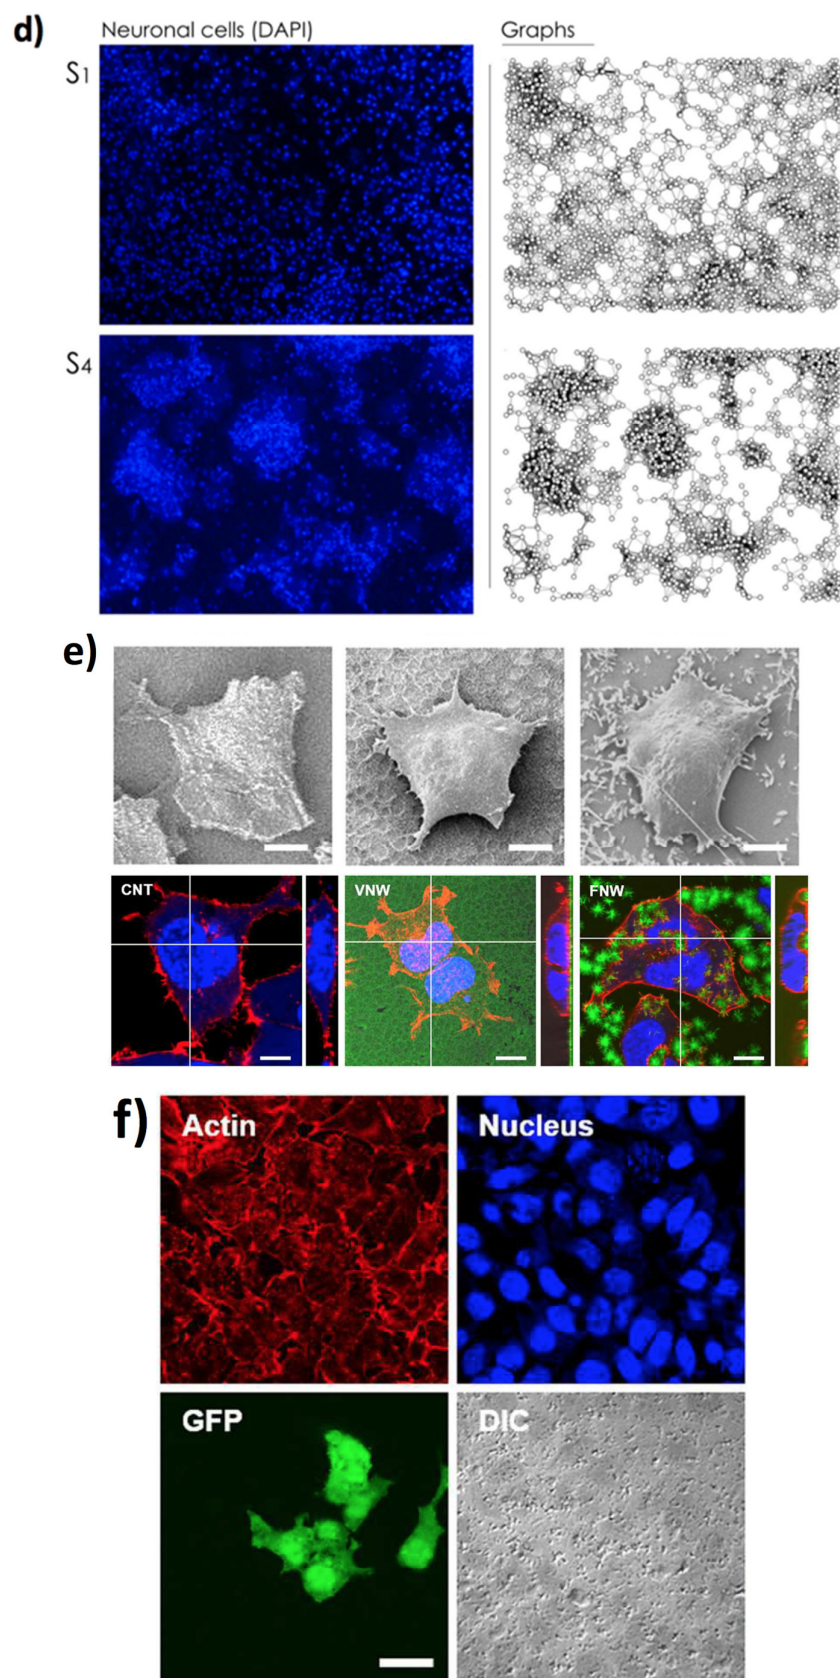 d) Neuronal cells (DAPI) Graphs
S1
S4
e)
CNT VNW FNW
f) Actin Nucleus
GFP DIC